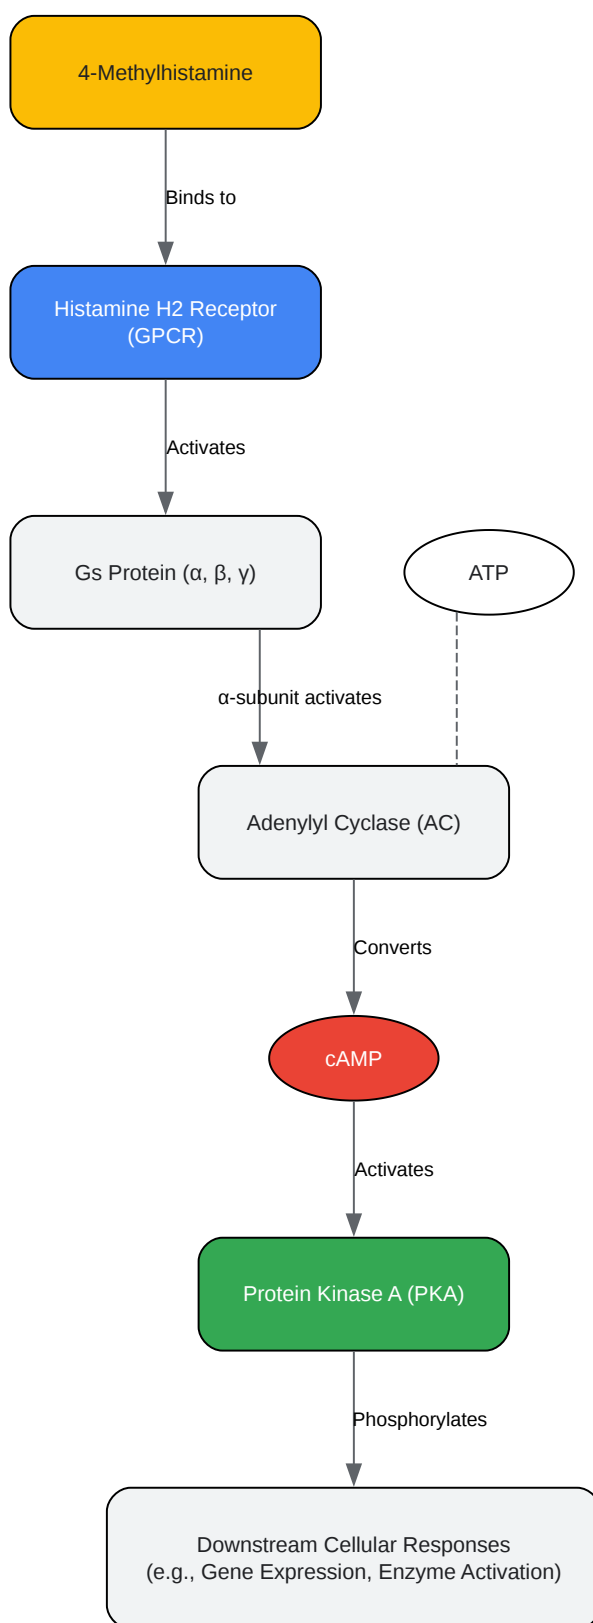 4-Methylhistamine
Binds to
Histamine H2 Receptor
(GPCR)
Activates
Gs Protein (α, β, γ)
ATP
α-subunit activates
Adenylyl Cyclase (AC)
Converts
cAMP
Activates
Protein Kinase A (PKA)
Phosphorylates
Downstream Cellular Responses
(e.g., Gene Expression, Enzyme Activation)